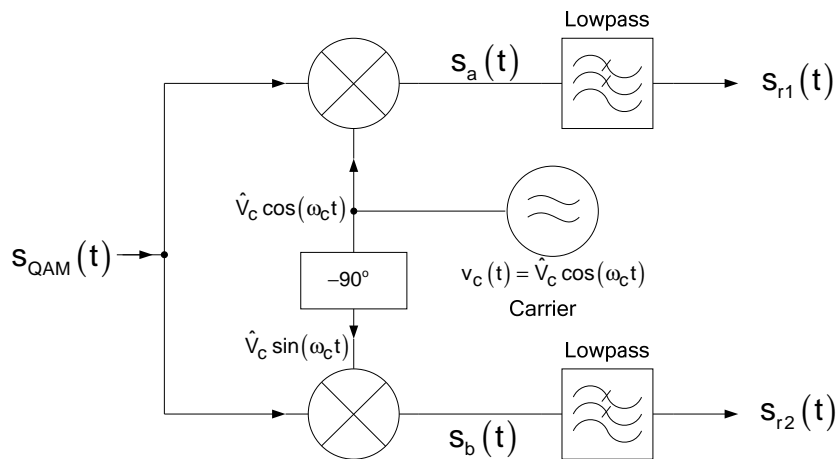 Lowpass
s_a(t)
s_r1(t)
V̂_c cos(ω_c t)
s_QAM(t)
−90°
v_c(t) = V̂_c cos(ω_c t)
Carrier
V̂_c sin(ω_c t)
Lowpass
s_b(t)
s_r2(t)